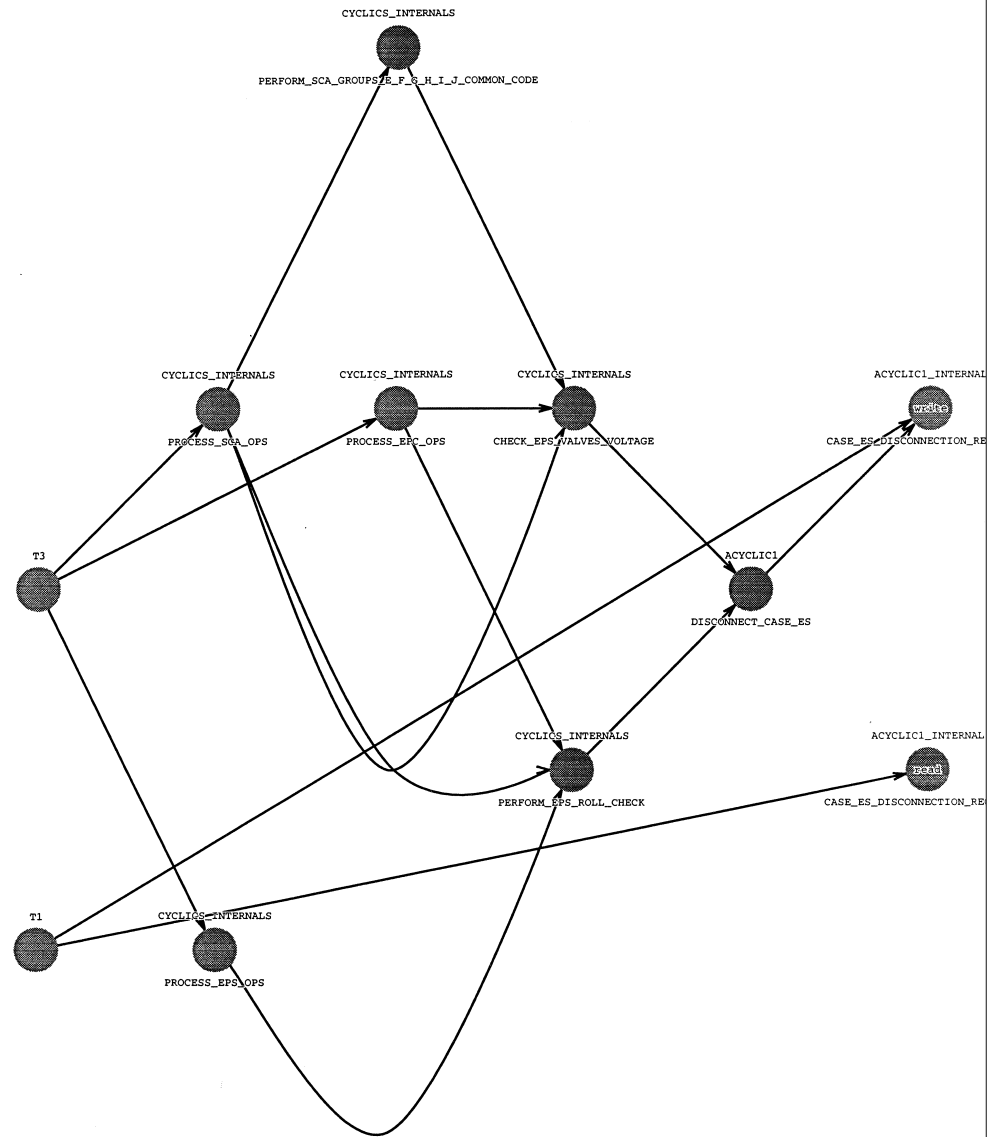 CYCLICS_INTERNALS
PERFORM_SCA_GROUPS_E_F_G_H_I_J_COMMON_CODE
CYCLICS_INTERNALS
PROCESS_SCA_OPS
CYCLICS_INTERNALS
PROCESS_EPC_OPS
CYCLICS_INTERNALS
CHECK_EPS_VALVES_VOLTAGE
ACYCLIC1_INTERNAL
write
CASE_ES_DISCONNECTION_RE
T3
ACYCLIC1
DISCONNECT_CASE_ES
CYCLICS_INTERNALS
PERFORM_EPS_ROLL_CHECK
ACYCLIC1_INTERNAL
read
CASE_ES_DISCONNECTION_RE
T1
CYCLICS_INTERNALS
PROCESS_EPS_OPS